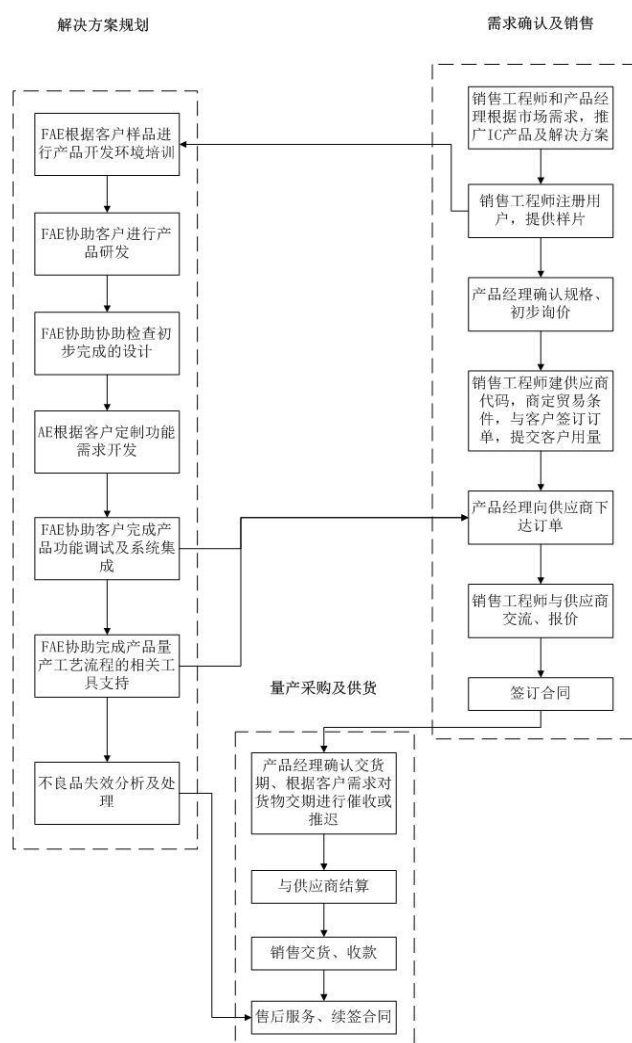 解决方案规划
FAE根据客户样品进
行产品开发环境培训
FAE协助客户进行产
品研发
FAE协助协助检查初
步完成的设计
AE根据客户定制功能
需求开发
FAE协助客户完成产
品功能调试及系统集
成
FAE协助完成产品量
产工艺流程的相关工
具支持
不良品失效分析及处
理
需求确认及销售
销售工程师和产品经
理根据市场需求，推
广IC产品及解决方案
销售工程师注册用
户，提供样片
产品经理确认规格、
初步询价
销售工程师建供应商
代码，商定贸易条
件，与客户签订订
单，提交客户用量
产品经理向供应商下
达订单
销售工程师与供应商
交流、报价
签订合同
量产采购及供货
产品经理确认交货
期、根据客户需求对
货物交期进行催收或
推迟
与供应商结算
销售交货、收款
售后服务、续签合同